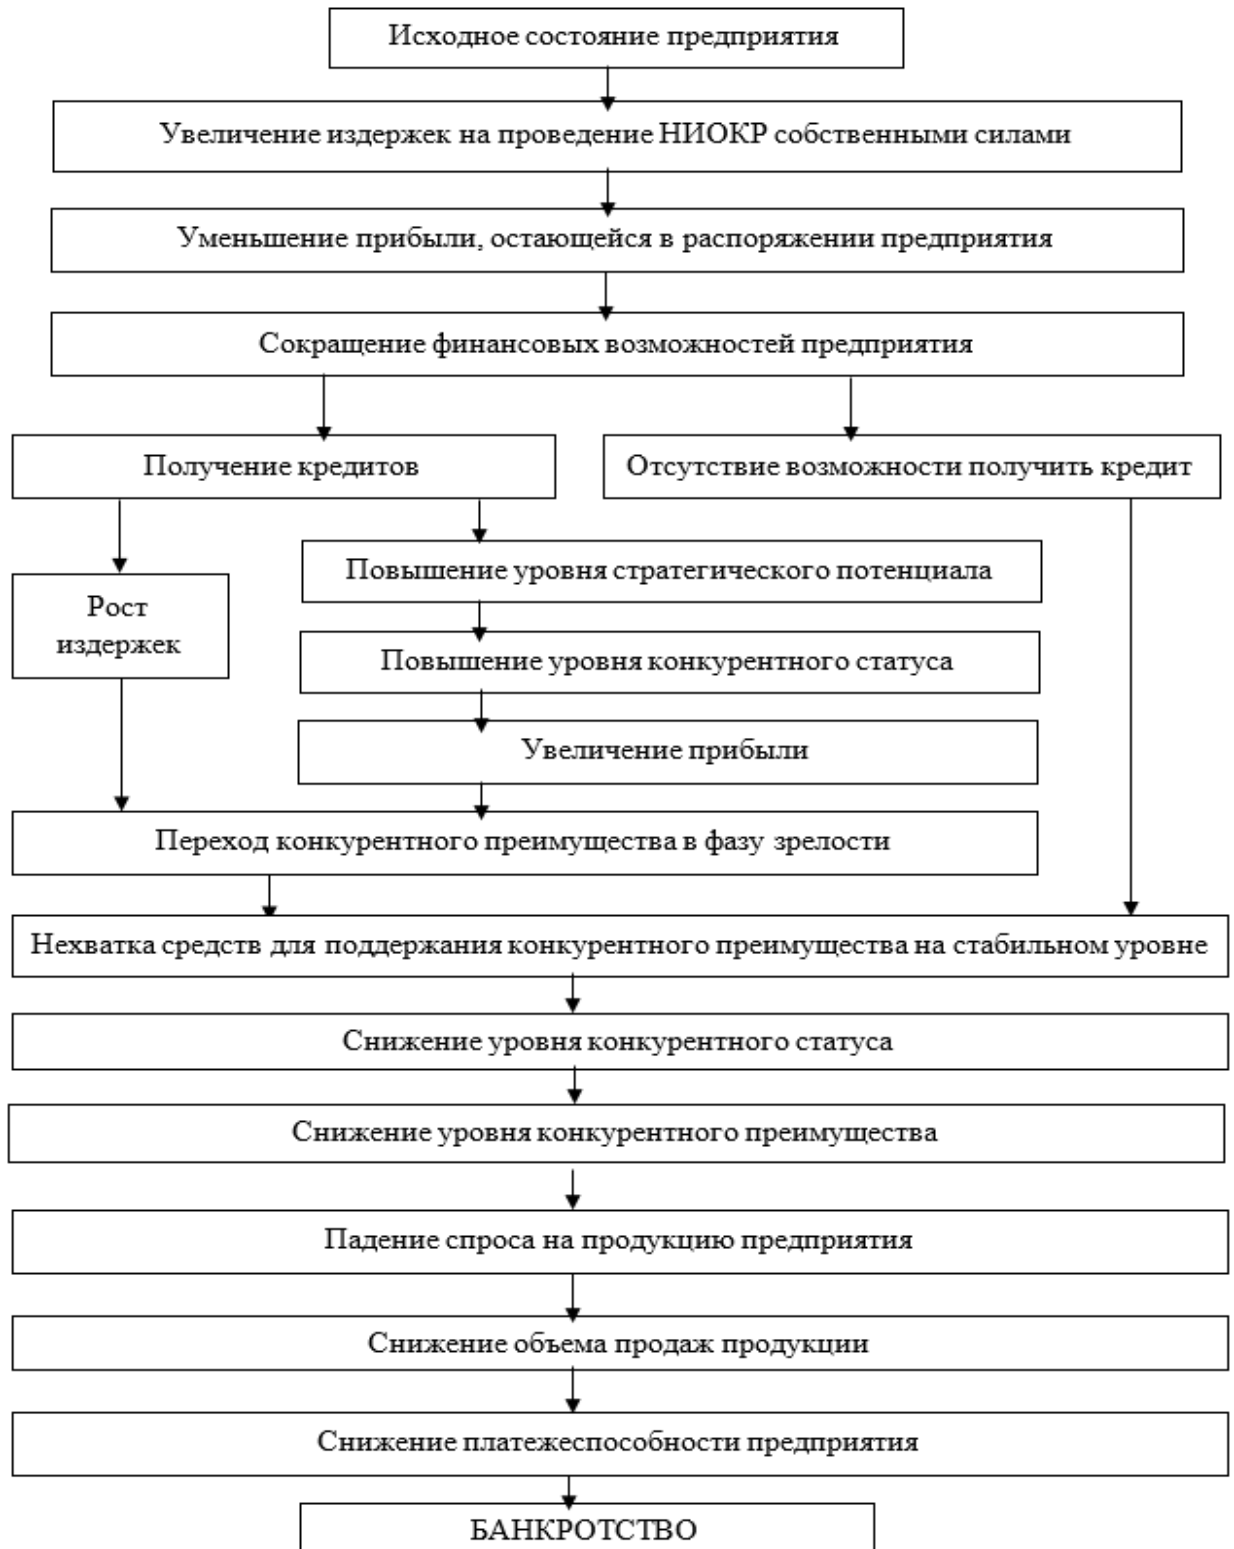 Исходное состояние предприятия
Увеличение издержек на проведение НИОКР собственными силами
Уменьшение прибыли, остающейся в распоряжении предприятия
Сокращение финансовых возможностей предприятия
Получение кредитов
Отсутствие возможности получить кредит
Повышение уровня стратегического потенциала
Рост
издержек
Повышение уровня конкурентного статуса
Увеличение прибыли
Переход конкурентного преимущества в фазу зрелости
Нехватка средств для поддержания конкурентного преимущества на стабильном уровне
Снижение уровня конкурентного статуса
Снижение уровня конкурентного преимущества
Падение спроса на продукцию предприятия
Снижение объема продаж продукции
Снижение платежеспособности предприятия
БАНКРОТСТВО